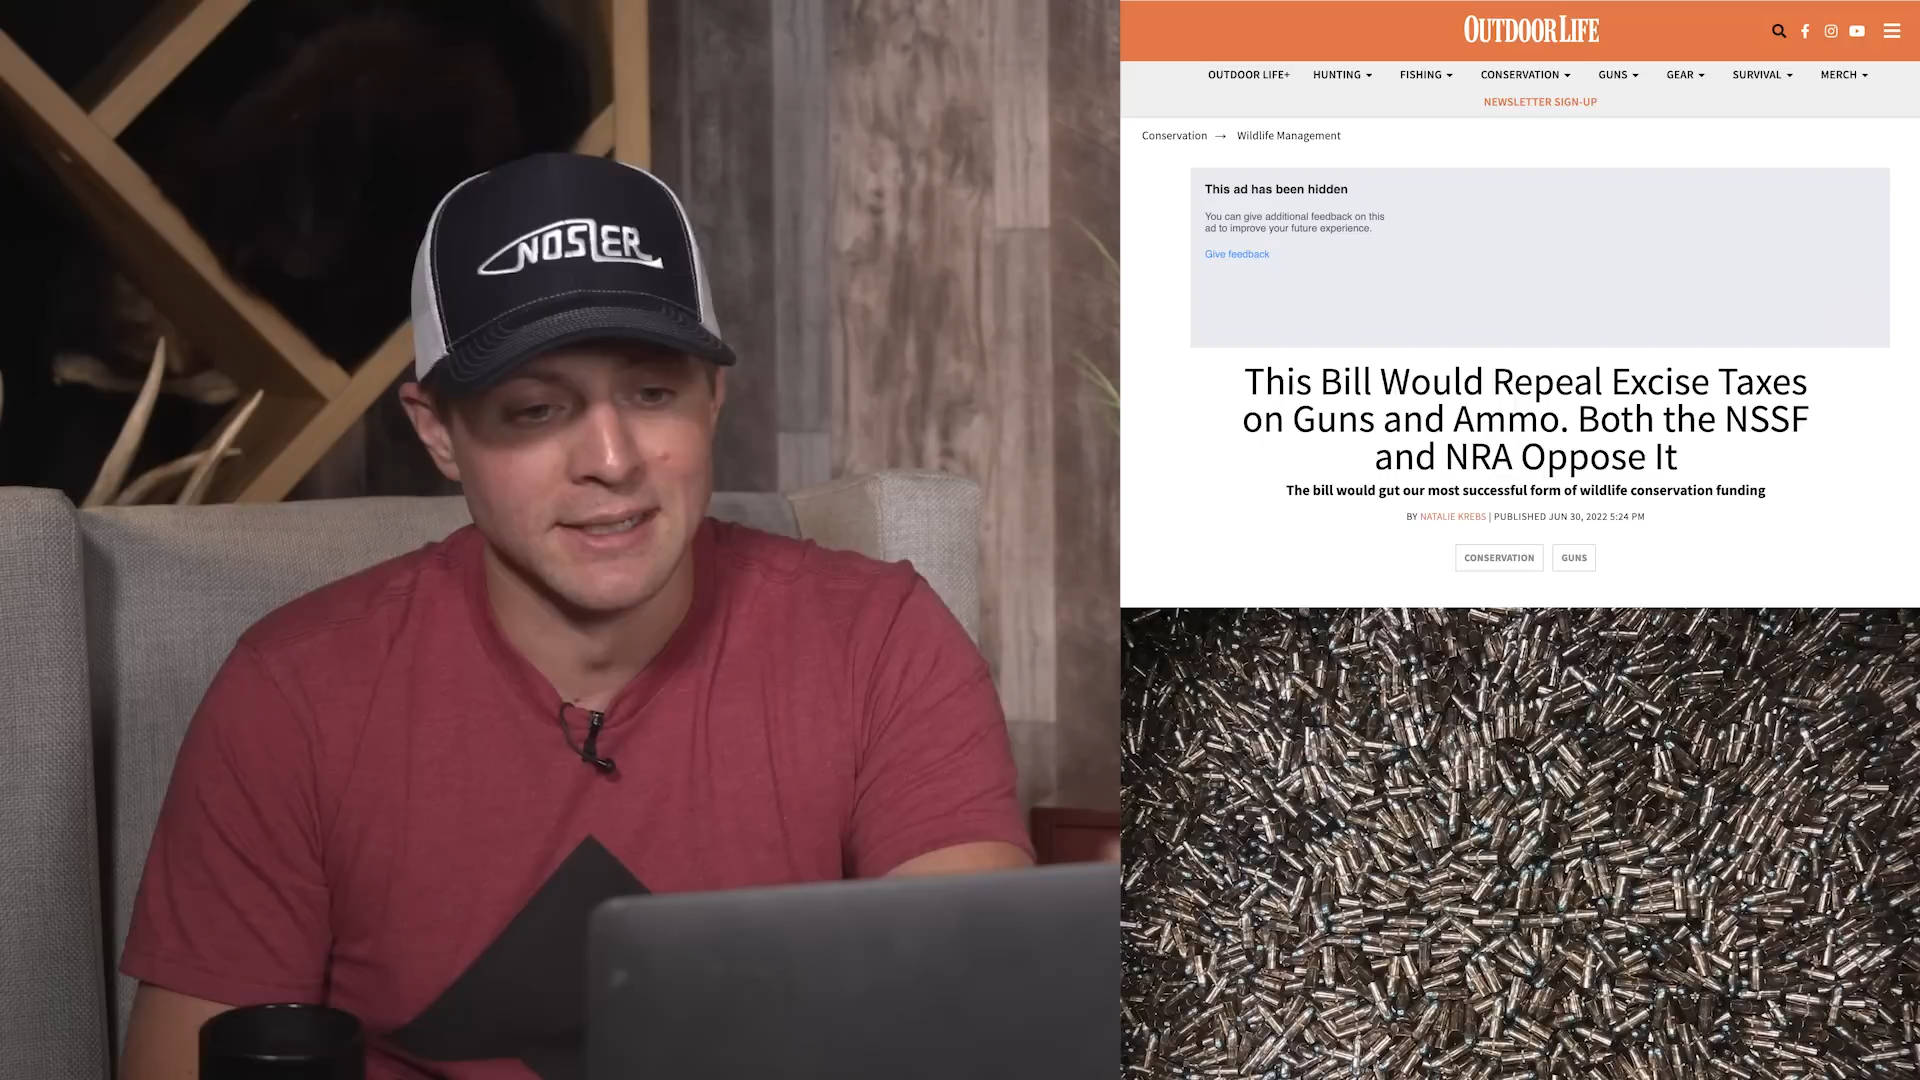 NOSLER
OUTDOOR LIFE
OUTDOOR LIFE+ HUNTING FISHING CONSERVATION GUNS GEAR SURVIVAL MERCH
NEWSLETTER SIGN-UP
Conservation → Wildlife Management
This ad has been hidden
You can give additional feedback on this
ad to improve your future experience.
Give feedback
This Bill Would Repeal Excise Taxes
on Guns and Ammo. Both the NSSF
and NRA Oppose It
The bill would gut our most successful form of wildlife conservation funding
BY NATALIE KREBS | PUBLISHED JUN 30, 2022 5:24 PM
CONSERVATION GUNS